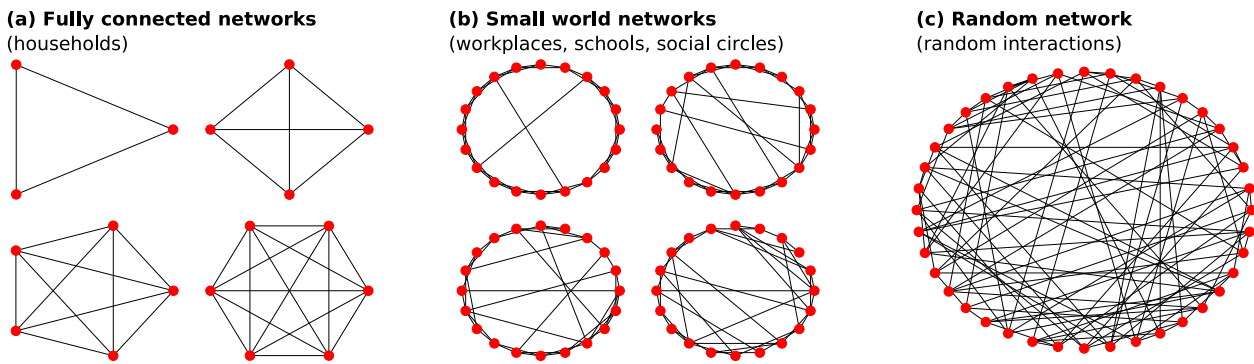 (a) Fully connected networks
(households)
(b) Small world networks
(workplaces, schools, social circles)
(c) Random network
(random interactions)